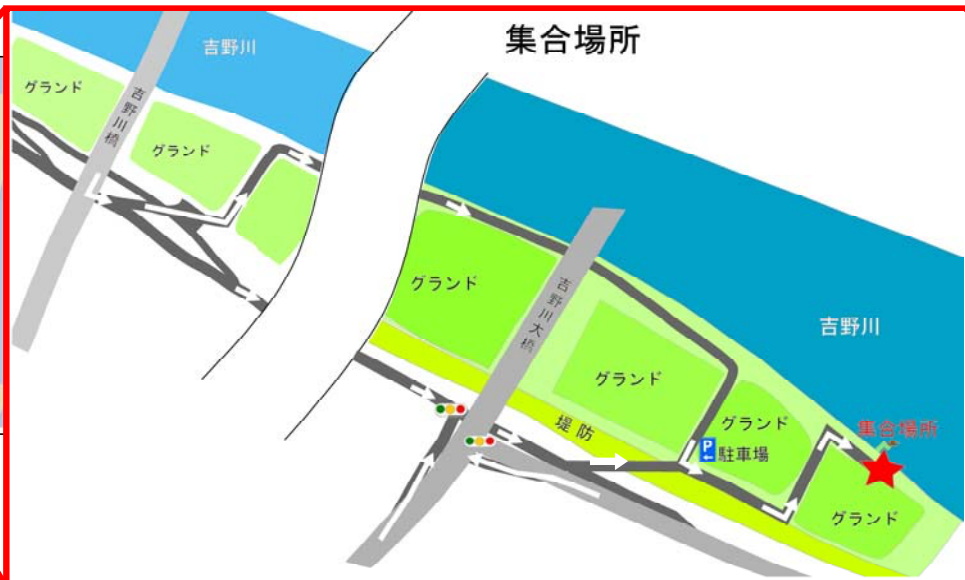 集合場所
吉野川
グランド
吉野川橋
グランド
グランド
吉野川大橋
吉野川
グランド
グランド
集合場所
堤防
P
駐車場
グランド